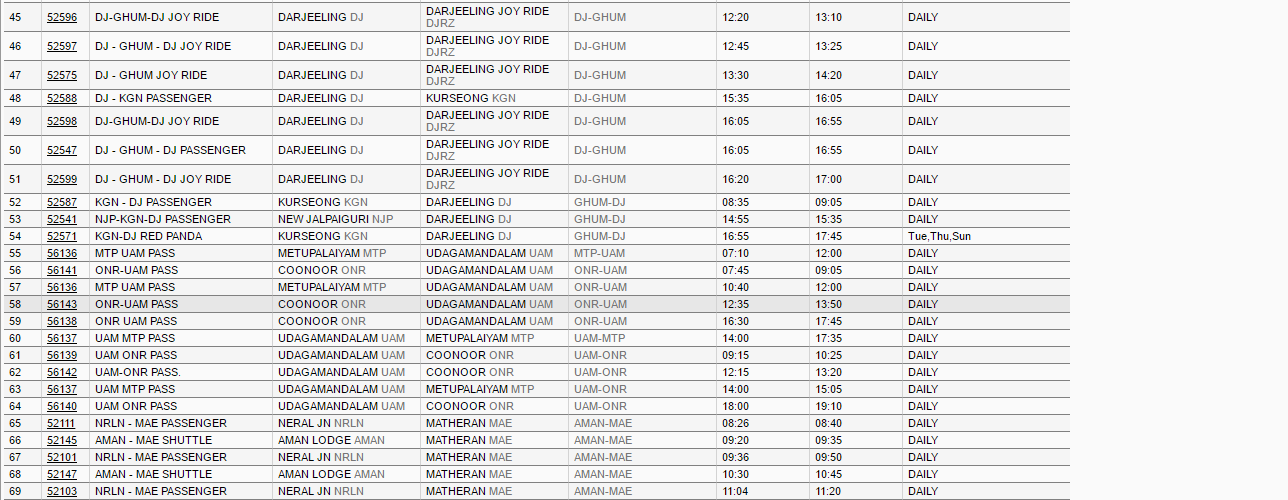 45 52596 DJ-GHUM-DJ JOY RIDE DARJEELING DJ DARJEELING JOY RIDE DJRZ DJ-GHUM 12:20 13:10 DAILY
46 52597 DJ - GHUM - DJ JOY RIDE DARJEELING DJ DARJEELING JOY RIDE DJRZ DJ-GHUM 12:45 13:25 DAILY
47 52575 DJ - GHUM JOY RIDE DARJEELING DJ DARJEELING JOY RIDE DJRZ DJ-GHUM 13:30 14:20 DAILY
48 52588 DJ - KGN PASSENGER DARJEELING DJ KURSEONG KGN DJ-GHUM 15:35 16:05 DAILY
49 52598 DJ-GHUM-DJ JOY RIDE DARJEELING DJ DARJEELING JOY RIDE DJRZ DJ-GHUM 16:05 16:55 DAILY
50 52547 DJ - GHUM - DJ PASSENGER DARJEELING DJ DARJEELING JOY RIDE DJRZ DJ-GHUM 16:05 16:55 DAILY
51 52599 DJ - GHUM - DJ JOY RIDE DARJEELING DJ DARJEELING JOY RIDE DJRZ DJ-GHUM 16:20 17:00 DAILY
52 52587 KGN - DJ PASSENGER KURSEONG KGN DARJEELING DJ GHUM-DJ 08:35 09:05 DAILY
53 52541 NJP-KGN-DJ PASSENGER NEW JALPAIGURI NJP DARJEELING DJ GHUM-DJ 14:55 15:35 DAILY
54 52571 KGN-DJ RED PANDA KURSEONG KGN DARJEELING DJ GHUM-DJ 16:55 17:45 Tue,Thu,Sun
55 56136 MTP UAM PASS METUPALAIYAM MTP UDAGAMANDALAM UAM MTP-UAM 07:10 12:00 DAILY
56 56141 ONR-UAM PASS COONOOR ONR UDAGAMANDALAM UAM ONR-UAM 07:45 09:05 DAILY
57 56136 MTP UAM PASS METUPALAIYAM MTP UDAGAMANDALAM UAM ONR-UAM 10:40 12:00 DAILY
58 56143 ONR-UAM PASS COONOOR ONR UDAGAMANDALAM UAM ONR-UAM 12:35 13:50 DAILY
59 56138 ONR UAM PASS COONOOR ONR UDAGAMANDALAM UAM ONR-UAM 16:30 17:45 DAILY
60 56137 UAM MTP PASS UDAGAMANDALAM UAM METUPALAIYAM MTP UAM-MTP 14:00 17:35 DAILY
61 56139 UAM ONR PASS UDAGAMANDALAM UAM COONOOR ONR UAM-ONR 09:15 10:25 DAILY
62 56142 UAM-ONR PASS. UDAGAMANDALAM UAM COONOOR ONR UAM-ONR 12:15 13:20 DAILY
63 56137 UAM MTP PASS UDAGAMANDALAM UAM METUPALAIYAM MTP UAM-ONR 14:00 15:05 DAILY
64 56140 UAM ONR PASS UDAGAMANDALAM UAM COONOOR ONR UAM-ONR 18:00 19:10 DAILY
65 52111 NRLN - MAE PASSENGER NERAL JN NRLN MATHERAN MAE AMAN-MAE 08:26 08:40 DAILY
66 52145 AMAN - MAE SHUTTLE AMAN LODGE AMAN MATHERAN MAE AMAN-MAE 09:20 09:35 DAILY
67 52101 NRLN - MAE PASSENGER NERAL JN NRLN MATHERAN MAE AMAN-MAE 09:36 09:50 DAILY
68 52147 AMAN - MAE SHUTTLE AMAN LODGE AMAN MATHERAN MAE AMAN-MAE 10:30 10:45 DAILY
69 52103 NRLN - MAE PASSENGER NERAL JN NRLN MATHERAN MAE AMAN-MAE 11:04 11:20 DAILY